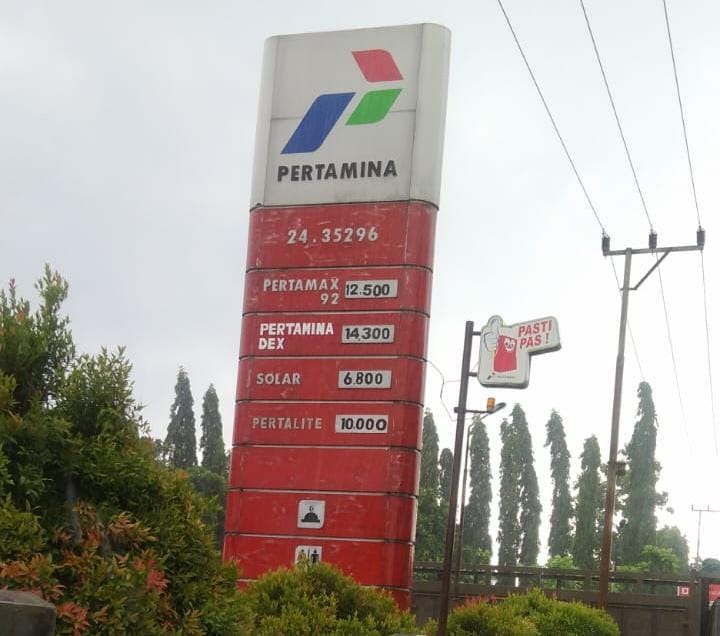 PERTAMINA
24.35296
PERTAMAX
92 12.500
PERTAMINA
DEX 14,300
SOLAR 6.800
PERTALITE 10.000
PASTI
PAS !